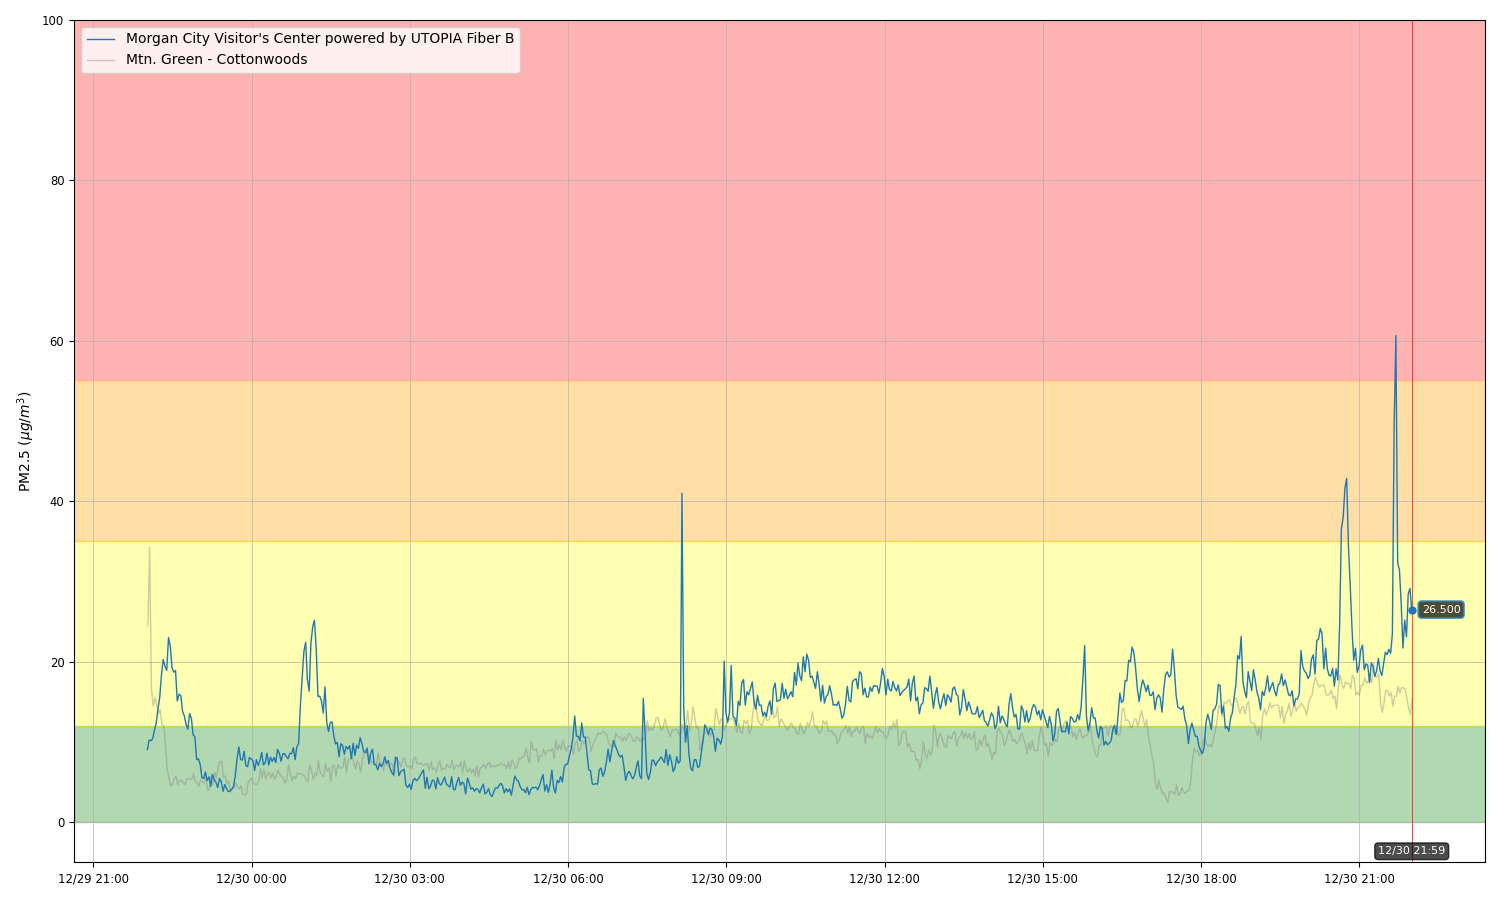 100
Morgan City Visitor's Center powered by UTOPIA Fiber B
Mtn. Green - Cottonwoods
80
60
PM2.5 (μg/m³)
40
26.500
20
0
12/30 21:59
12/29 21:00 12/30 00:00 12/30 03:00 12/30 06:00 12/30 09:00 12/30 12:00 12/30 15:00 12/30 18:00 12/30 21:00